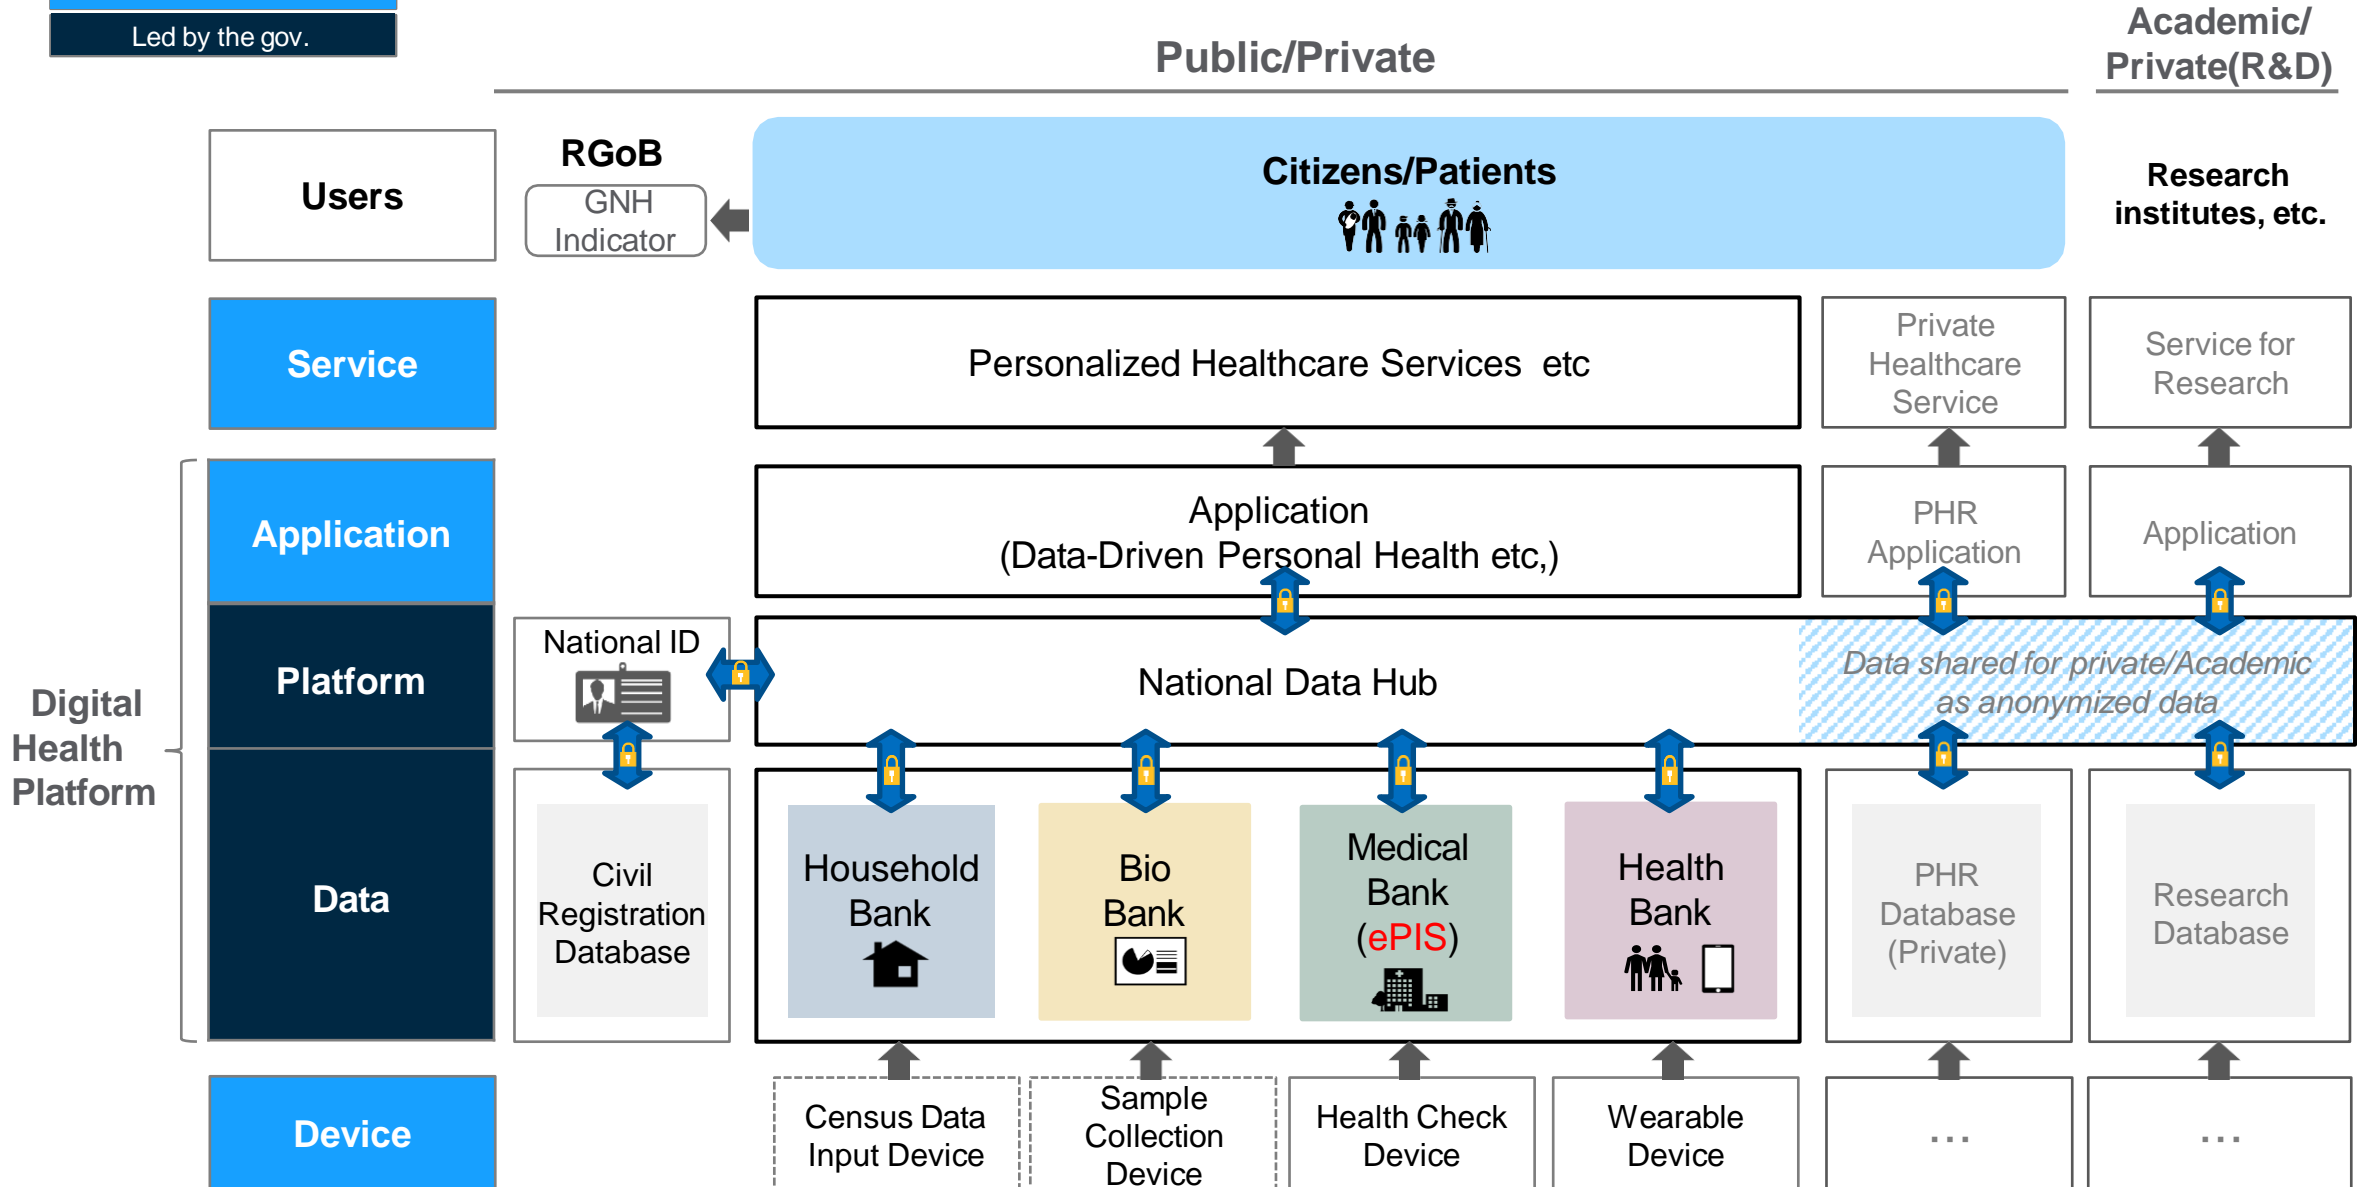 Led by the gov.
Public/Private
Academic/
Private(R&D)
Users
RGoB
GNH
Indicator
Citizens/Patients
Research
institutes, etc.
Service
Personalized Healthcare Services etc
Private
Healthcare
Service
Service for
Research
Application
Application
(Data-Driven Personal Health etc,)
PHR
Application
Application
Digital
Health
Platform
Platform
National ID
National Data Hub
Data shared for private/Academic
as anonymized data
Data
Civil
Registration
Database
Household
Bank
Bio
Bank
Medical
Bank
(ePIS)
Health
Bank
PHR
Database
(Private)
Research
Database
Device
Census Data
Input Device
Sample
Collection
Device
Health Check
Device
Wearable
Device
...
...